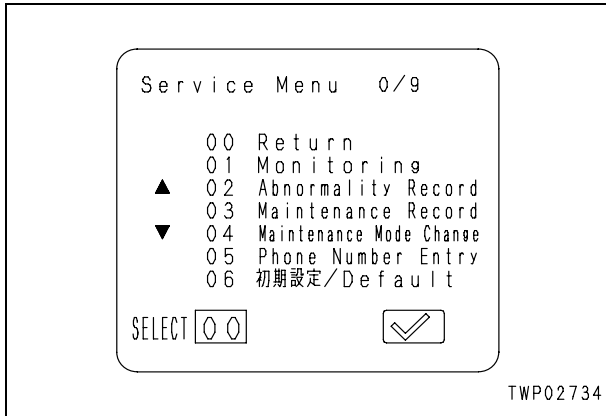 Service Menu 0/9
00 Return
01 Monitoring
▲ 02 Abnormality Record
03 Maintenance Record
▼ 04 Maintenance Mode Change
05 Phone Number Entry
06 初期設定/Default
SELECT 00
TWP02734